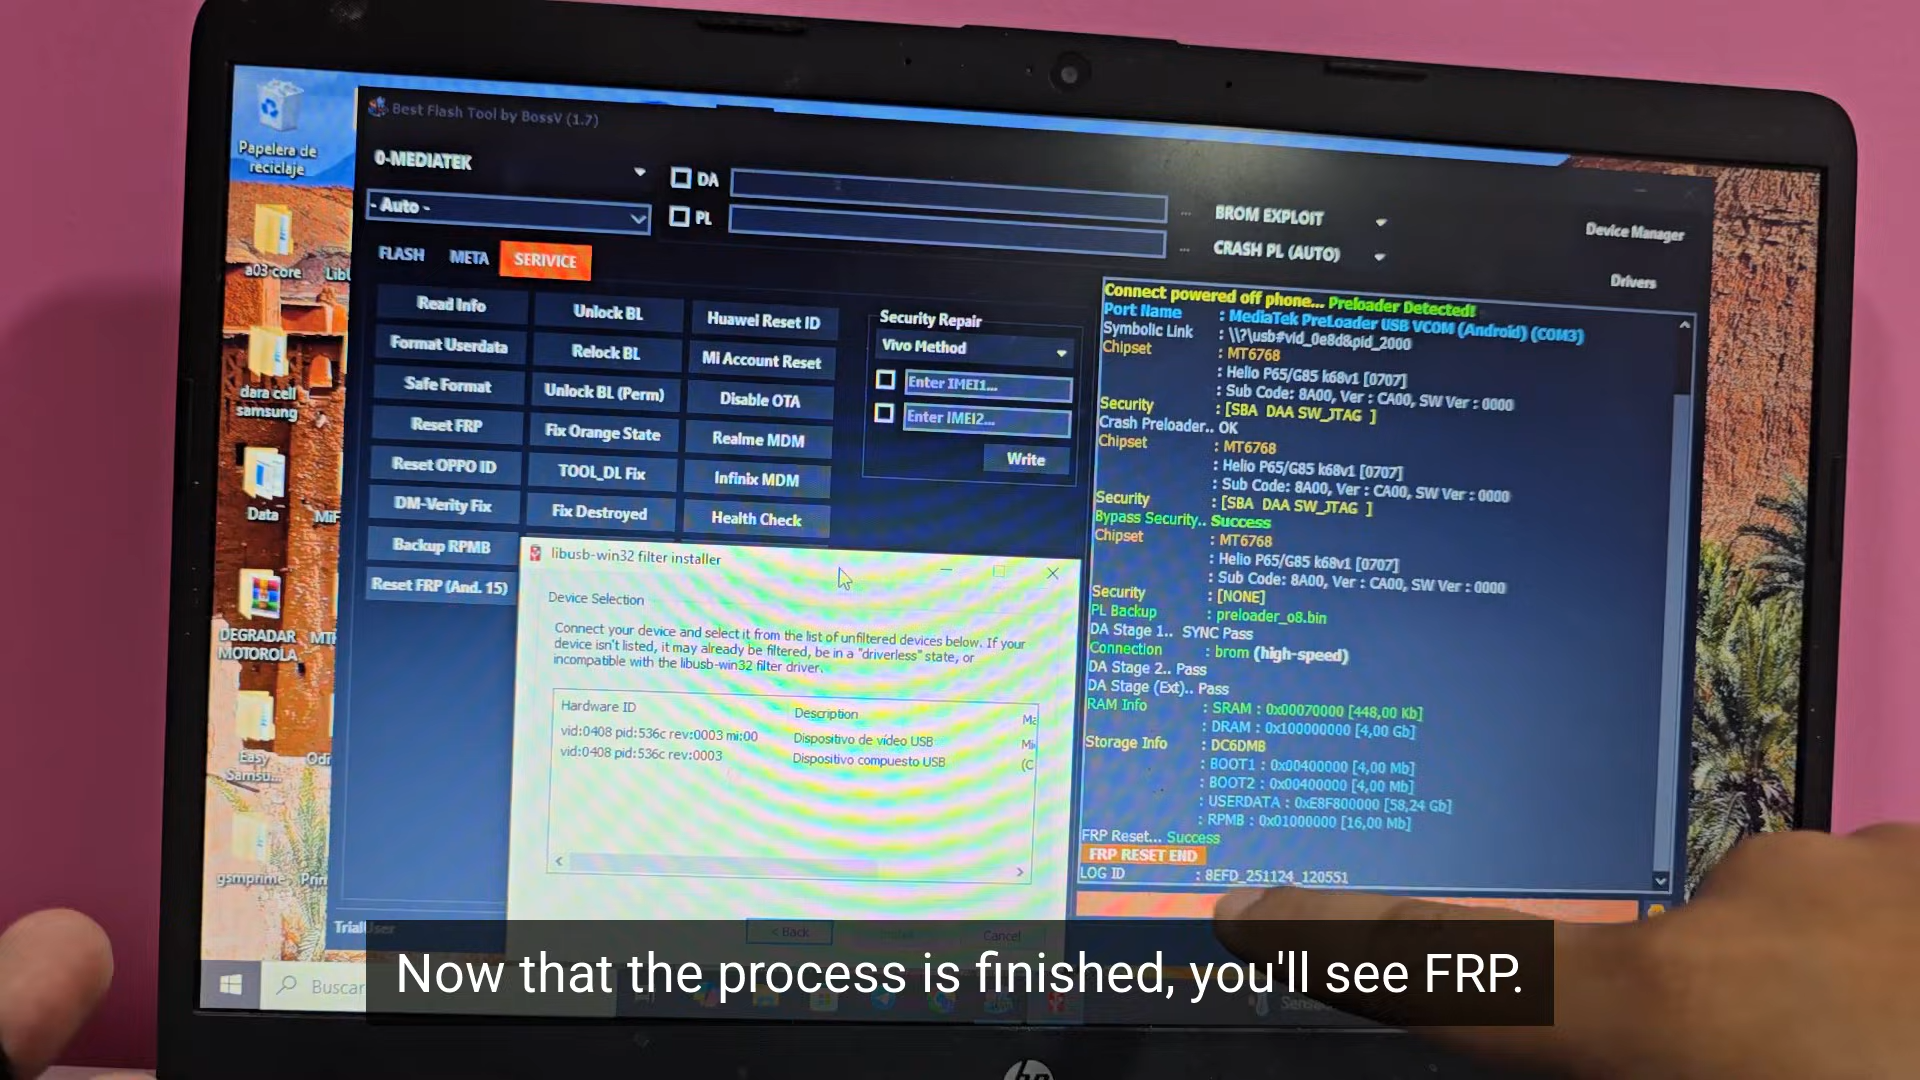 Best Flash Tool by BossV (1.7)
Papelera de
reciclaje
0-MEDIATEK
DA
- Auto -
PL
BROM EXPLOIT
Device Manager
CRASH PL (AUTO)
Drivers
FLASH META SERIVICE
a03 core
Read Info
Unlock BL
Huawei Reset ID
Format Userdata
Relock BL
Mi Account Reset
Safe Format
Unlock BL (Perm)
Disable OTA
Reset FRP
Fix Orange State
Realme MDM
Reset OPPO ID
TOOL_DL Fix
Infinix MDM
DM-Verity Fix
Fix Destroyed
Health Check
Backup RPMB
Reset FRP (And. 15)
Security Repair
Vivo Method
Enter IMEI1...
Enter IMEI2...
Write
dara cell
samsung
Data
DEGRADAR
MOTOROLA
Easy
Samsu...
gsmprime
libusb-win32 filter installer
Device Selection
Connect your device and select it from the list of unfiltered devices below. If your
device isn't listed, it may already be filtered, be in a "driverless" state, or
incompatible with the libusb-win32 filter driver.
Hardware ID Description
vid:0408 pid:536c rev:0003 mi:00 Dispositivo de vídeo USB
vid:0408 pid:536c rev:0003 Dispositivo compuesto USB
< Back
Cancel
Connect powered off phone... Preloader Detected!
Port Name : MediaTek PreLoader USB VCOM (Android) (COM3)
Symbolic Link : \\?\usb#vid_0e8d&pid_2000
Chipset : MT6768
: Helio P65/G85 k68v1 [0707]
: Sub Code: 8A00, Ver : CA00, SW Ver : 0000
Security : [SBA DAA SW_JTAG ]
Crash Preloader.. OK
Chipset : MT6768
: Helio P65/G85 k68v1 [0707]
: Sub Code: 8A00, Ver : CA00, SW Ver : 0000
Security : [SBA DAA SW_JTAG ]
Bypass Security.. Success
Chipset : MT6768
: Helio P65/G85 k68v1 [0707]
: Sub Code: 8A00, Ver : CA00, SW Ver : 0000
Security : [NONE]
PL Backup : preloader_o8.bin
DA Stage 1.. SYNC Pass
Connection : brom (high-speed)
DA Stage 2.. Pass
DA Stage (Ext).. Pass
RAM Info : SRAM : 0x00070000 [448,00 Kb]
: DRAM : 0x100000000 [4,00 Gb]
Storage Info : DC6DMB
: BOOT1 : 0x00400000 [4,00 Mb]
: BOOT2 : 0x00400000 [4,00 Mb]
: USERDATA : 0xE8F800000 [58,24 Gb]
: RPMB : 0x01000000 [16,00 Mb]
FRP Reset... Success
FRP RESET END
LOG ID : 8EFD_251124_120551
Buscar
Now that the process is finished, you'll see FRP.
hp